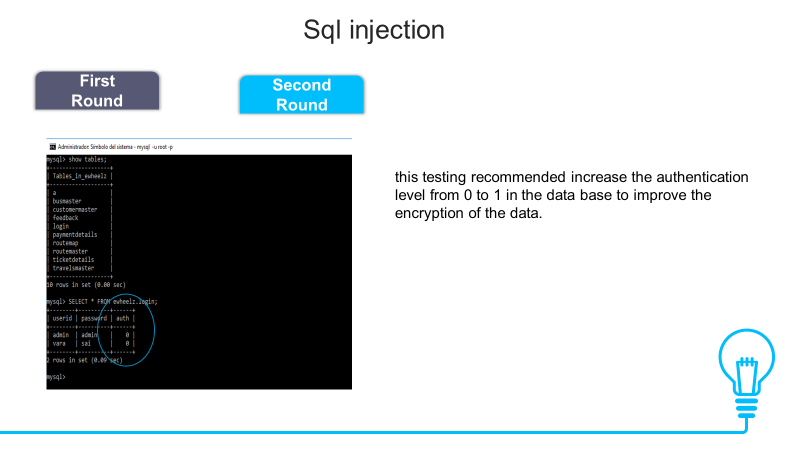 Sql injection
First
Round
Second
Round
Administrador: Símbolo del sistema - mysql -u root -p
mysql> show tables;
+-------------------+
| Tables_in_ewheelz |
+-------------------+
| a                 |
| busmaster         |
| customermaster    |
| feedback          |
| login             |
| paymentdetails    |
| routemap          |
| routemaster       |
| ticketdetails     |
| travelsmaster     |
+-------------------+
10 rows in set (0.00 sec)
mysql> SELECT * FROM ewheelz.login;
+--------+----------+------+
| userid | password | auth |
+--------+----------+------+
| admin  | admin    |    0 |
| vara   | sai      |    0 |
+--------+----------+------+
2 rows in set (0.09 sec)
mysql>
this testing recommended increase the authentication
level from 0 to 1 in the data base to improve the
encryption of the data.